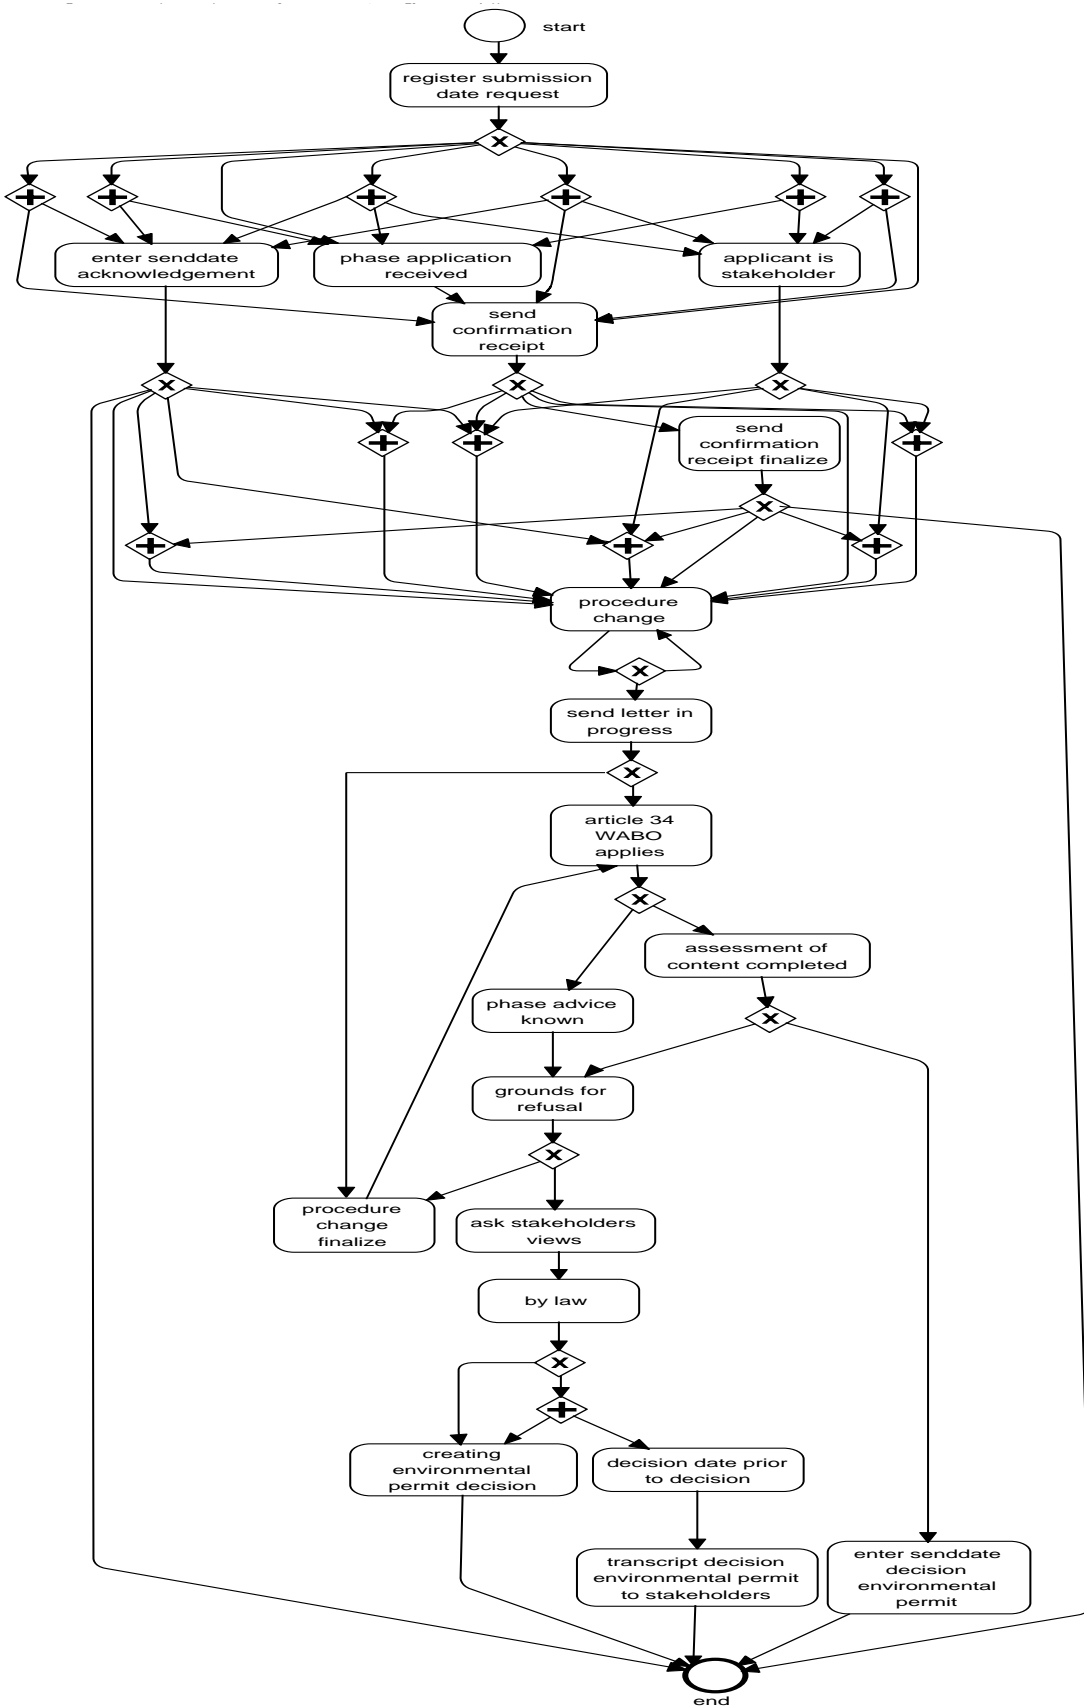 start
register submission
date request
enter senddate
acknowledgement
phase application
received
applicant is
stakeholder
send
confirmation
receipt
send
confirmation
receipt finalize
procedure
change
send letter in
progress
article 34
WABO
applies
assessment of
content completed
phase advice
known
grounds for
refusal
procedure
change
finalize
ask stakeholders
views
by law
creating
environmental
permit decision
decision date prior
to decision
transcript decision
environmental permit
to stakeholders
enter senddate
decision
environmental
permit
end